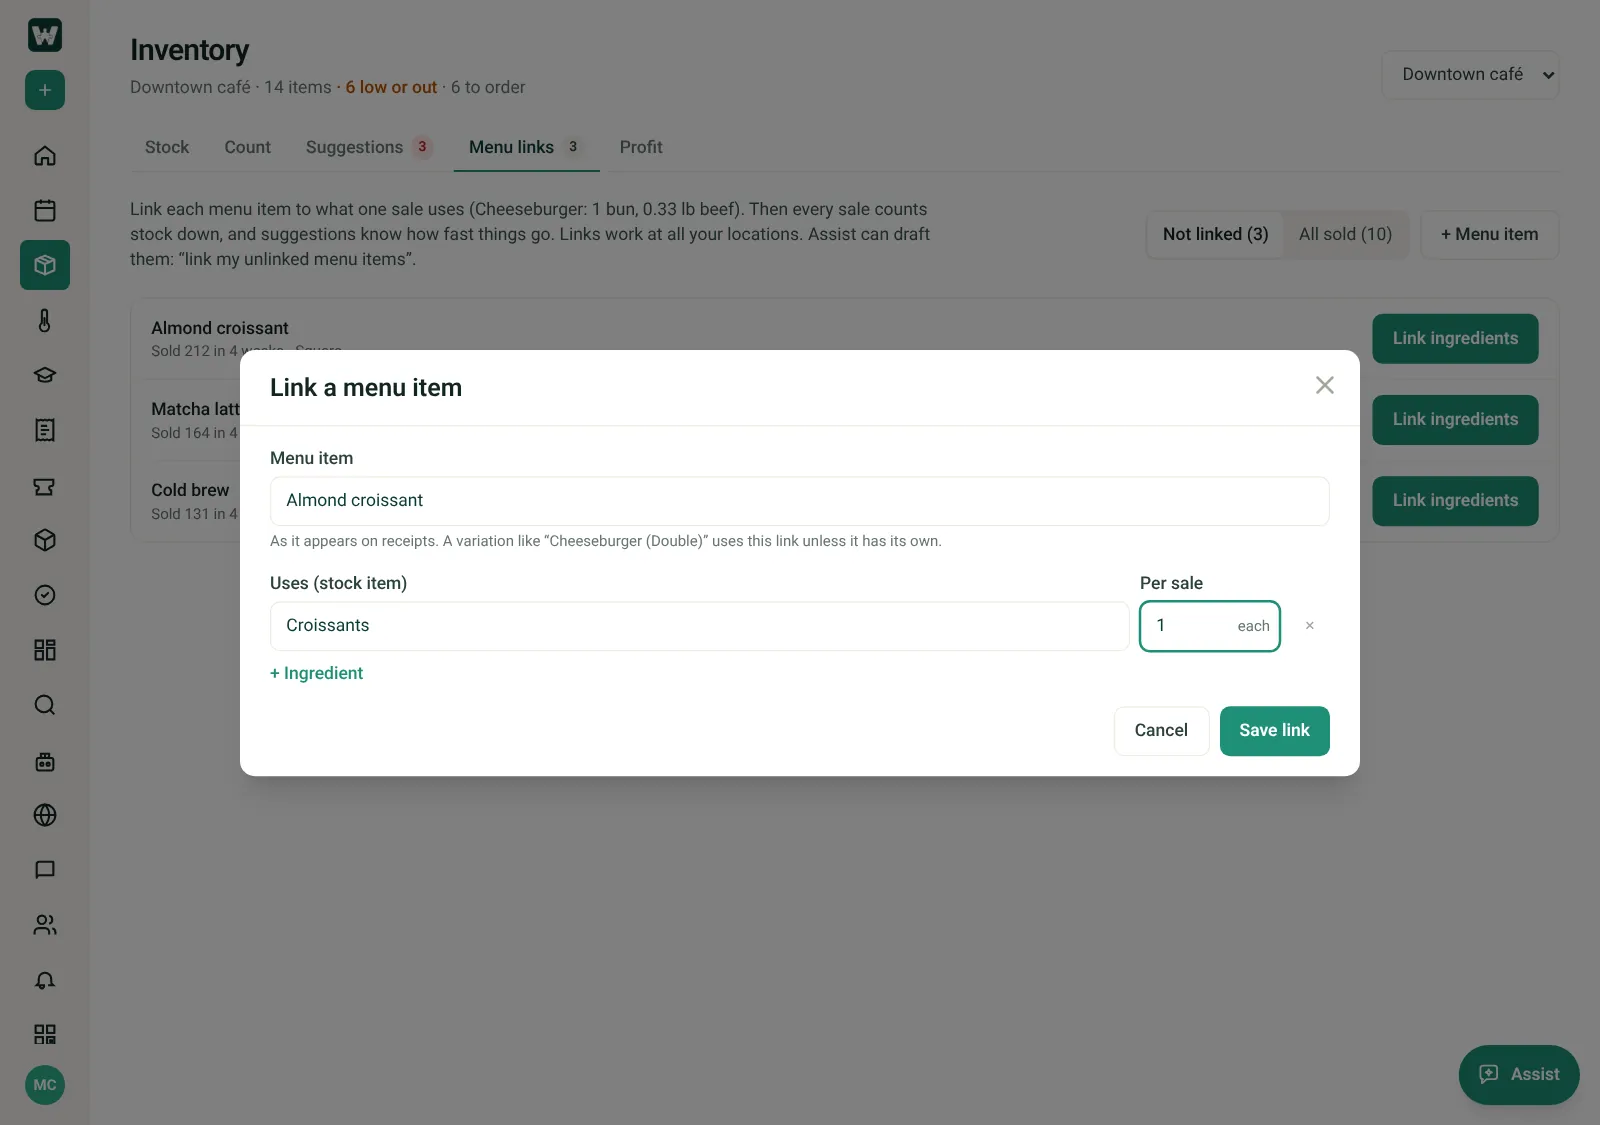 W
+
Inventory
Downtown café · 14 items · 6 low or out · 6 to order
Downtown café
Stock
Count
Suggestions 3
Menu links 3
Profit
Link each menu item to what one sale uses (Cheeseburger: 1 bun, 0.33 lb beef). Then every sale counts
stock down, and suggestions know how fast things go. Links work at all your locations. Assist can draft
them: “link my unlinked menu items”.
Not linked (3)
All sold (10)
+ Menu item
Almond croissant
Sold 212 in 4 weeks · Square
Link ingredients
Matcha latt
Sold 164 in 4
Link ingredients
Cold brew
Sold 131 in 4
Link ingredients
Link a menu item
×
Menu item
Almond croissant
As it appears on receipts. A variation like “Cheeseburger (Double)” uses this link unless it has its own.
Uses (stock item)
Per sale
Croissants
1 each
×
+ Ingredient
Cancel
Save link
MC
Assist